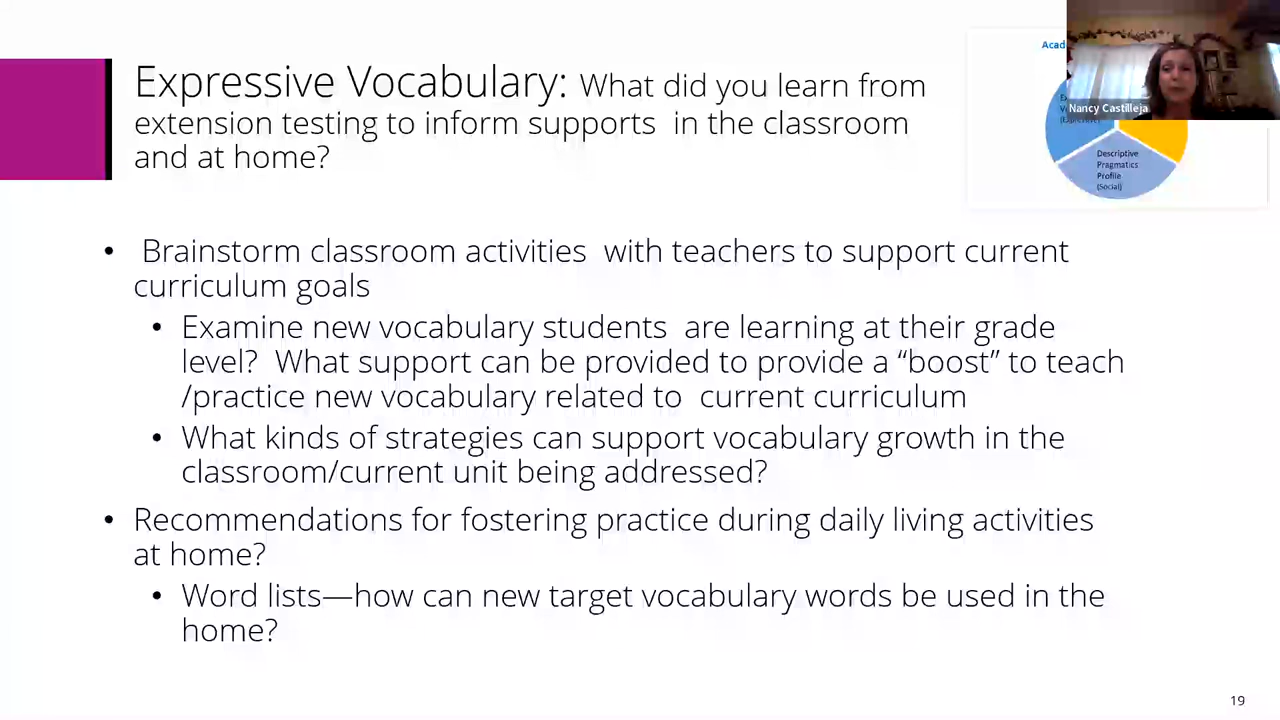 Expressive Vocabulary: What did you learn from
extension testing to inform supports in the classroom
and at home?
Acad
Nancy Castilleja
Descriptive
Pragmatics
Profile
(Social)
• Brainstorm classroom activities with teachers to support current
curriculum goals
• Examine new vocabulary students are learning at their grade
level? What support can be provided to provide a “boost” to teach
/practice new vocabulary related to current curriculum
• What kinds of strategies can support vocabulary growth in the
classroom/current unit being addressed?
• Recommendations for fostering practice during daily living activities
at home?
• Word lists—how can new target vocabulary words be used in the
home?
19